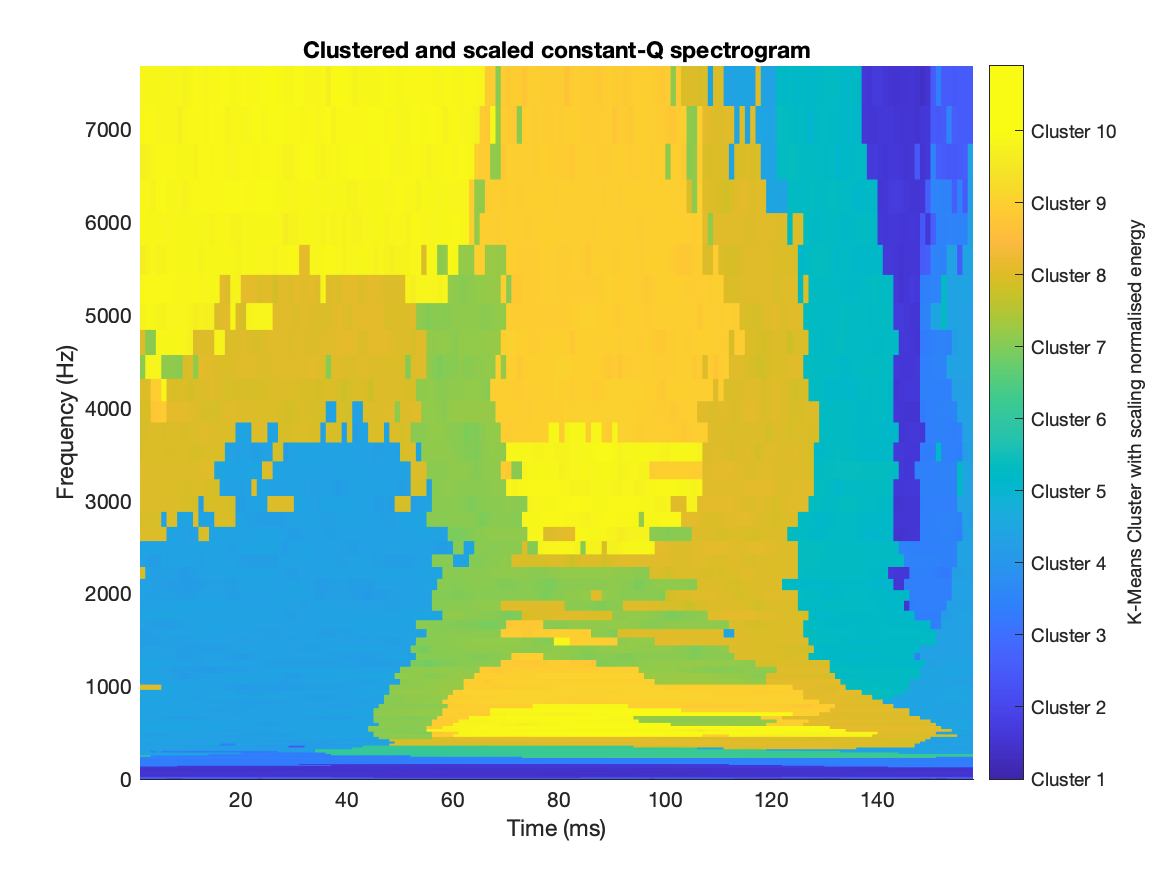 Clustered and scaled constant-Q spectrogram
7000
6000
5000
4000
3000
2000
1000
0
Frequency (Hz)
20
40
60
80
100
120
140
Time (ms)
Cluster 10
Cluster 9
Cluster 8
Cluster 7
Cluster 6
Cluster 5
Cluster 4
Cluster 3
Cluster 2
Cluster 1
K-Means Cluster with scaling normalised energy